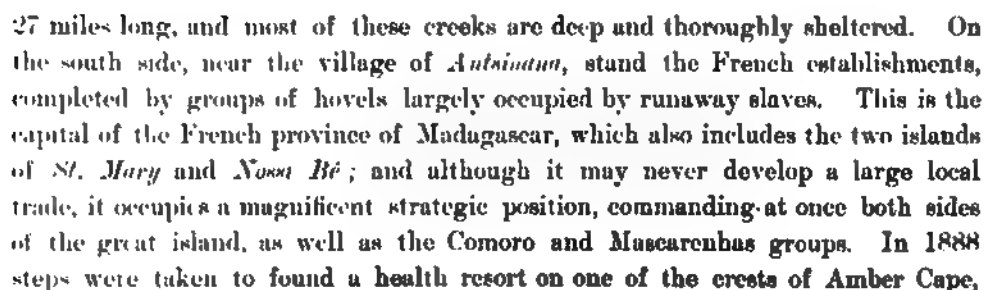 27 miles long, and most of these creeks are deep and thoroughly sheltered. On
the south side, near the village of Antsinana, stand the French establishments,
completed by groups of hovels largely occupied by runaway slaves. This is the
capital of the French province of Madagascar, which also includes the two islands
of St. Mary and Nossi Bé; and although it may never develop a large local
trade, it occupies a magnificent strategic position, commanding at once both sides
of the great island, as well as the Comoro and Mascarenhas groups. In 1888
steps were taken to found a health resort on one of the crests of Amber Cape,